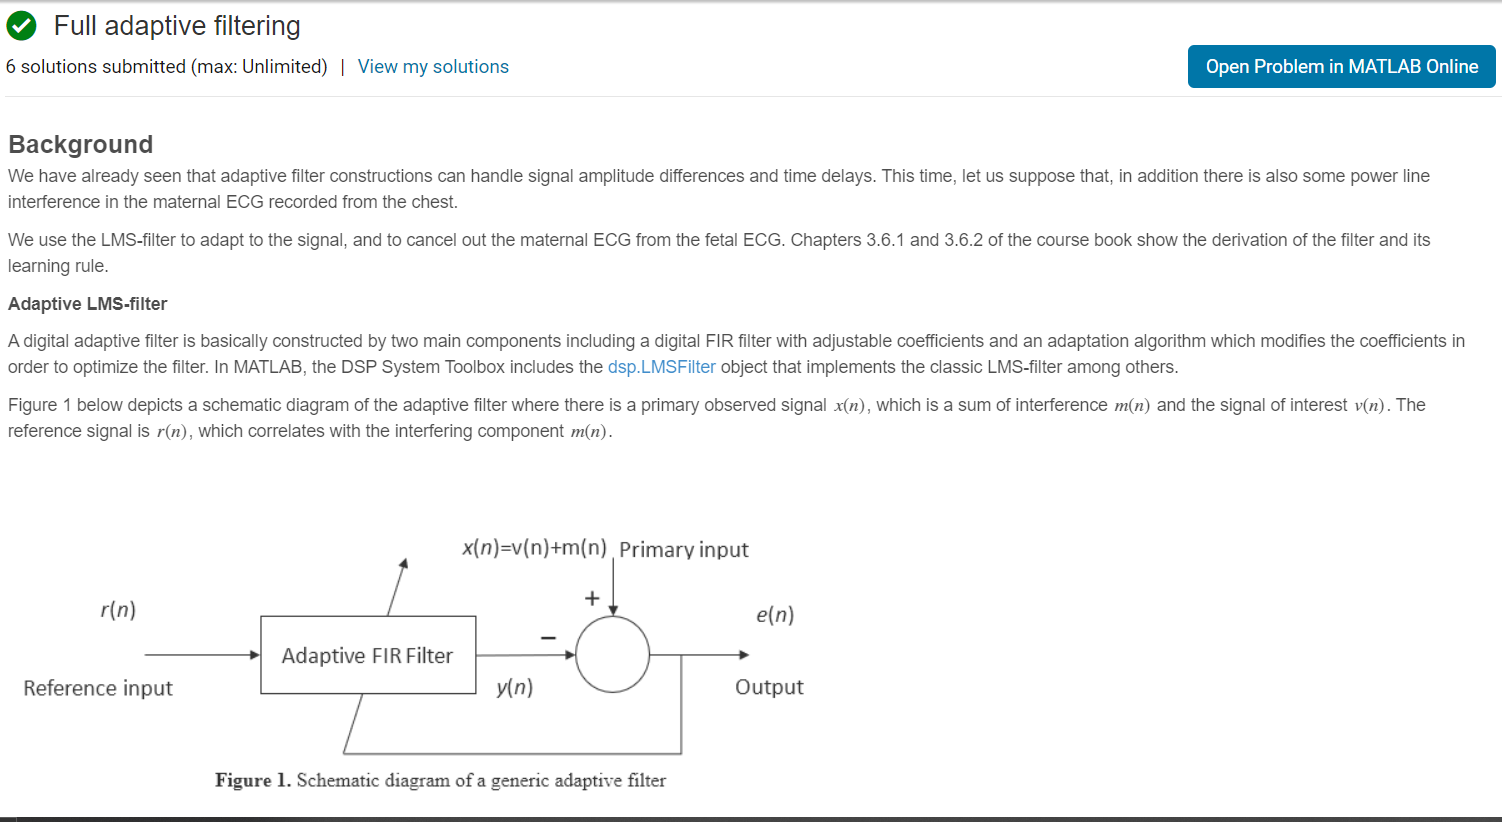 Full adaptive filtering
6 solutions submitted (max: Unlimited) | View my solutions
Open Problem in MATLAB Online
Background
We have already seen that adaptive filter constructions can handle signal amplitude differences and time delays. This time, let us suppose that, in addition there is also some power line
interference in the maternal ECG recorded from the chest.
We use the LMS-filter to adapt to the signal, and to cancel out the maternal ECG from the fetal ECG. Chapters 3.6.1 and 3.6.2 of the course book show the derivation of the filter and its
learning rule.
Adaptive LMS-filter
A digital adaptive filter is basically constructed by two main components including a digital FIR filter with adjustable coefficients and an adaptation algorithm which modifies the coefficients in
order to optimize the filter. In MATLAB, the DSP System Toolbox includes the dsp.LMSFilter object that implements the classic LMS-filter among others.
Figure 1 below depicts a schematic diagram of the adaptive filter where there is a primary observed signal x(n), which is a sum of interference m(n) and the signal of interest v(n). The
reference signal is r(n), which correlates with the interfering component m(n).
x(n)=v(n)+m(n) Primary input
+
r(n)
e(n)
−
Adaptive FIR Filter
Reference input
y(n)
Output
Figure 1. Schematic diagram of a generic adaptive filter